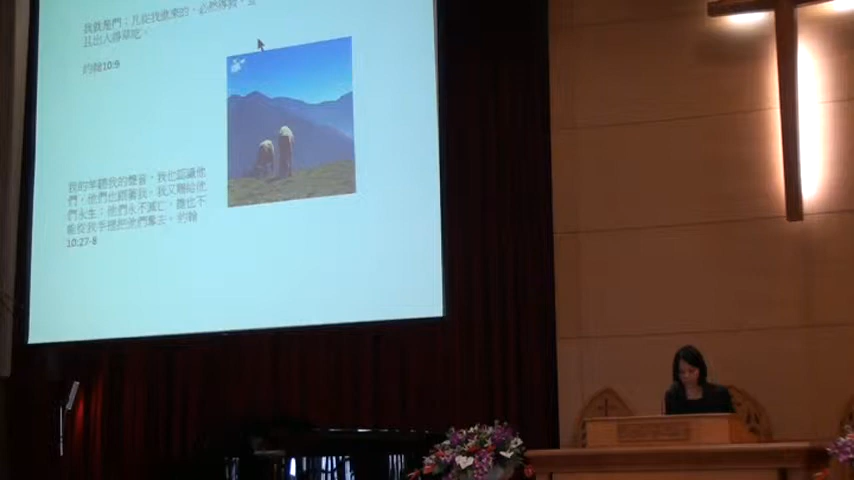 我就是門；凡從我進來的，必然得救，並
且出入得草吃。
約翰10:9
我的羊聽我的聲音，我也認識他
們，他們也跟著我。我又賜給他
們永生；他們永不滅亡，誰也不
能從我手裡把他們奪去。約翰
10:27-8